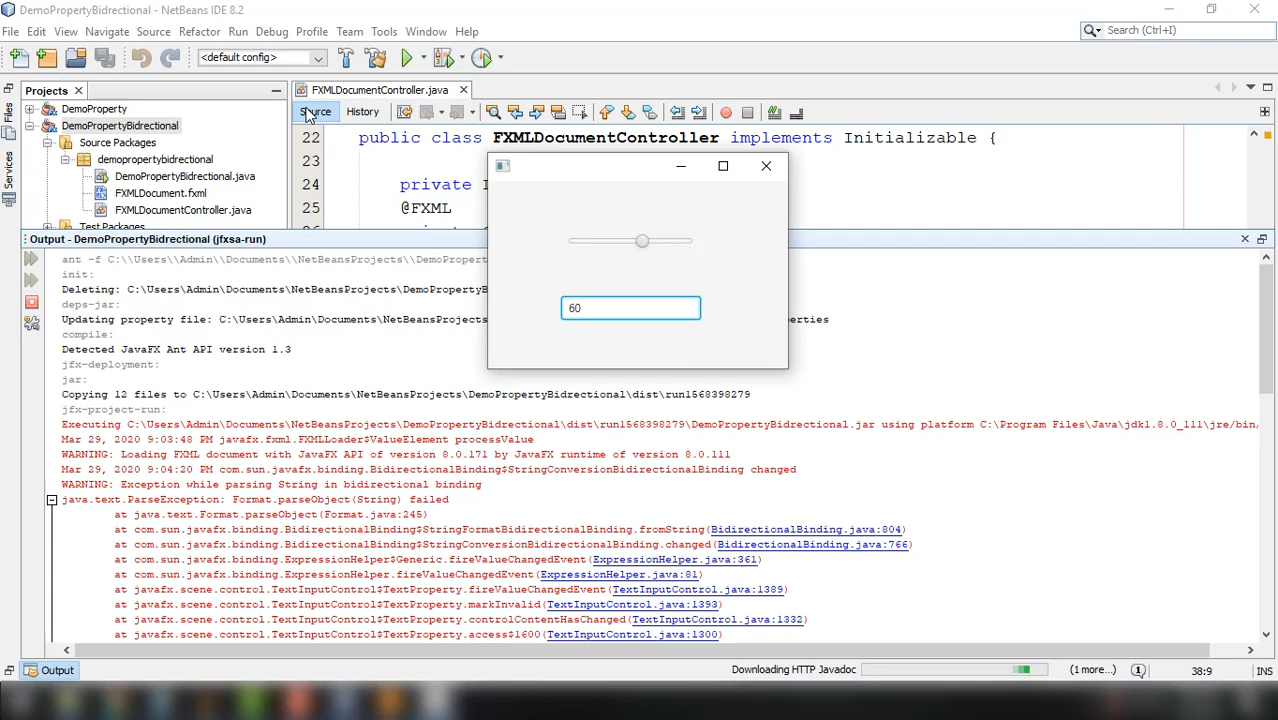 DemoPropertyBidirectional - NetBeans IDE 8.2
File Edit View Navigate Source Refactor Run Debug Profile Team Tools Window Help
Search (Ctrl+I)
<default config>
Projects
FXMLDocumentController.java
Files
Services
DemoProperty
DemoPropertyBidirectional
Source Packages
demopropertybidirectional
DemoPropertyBidirectional.java
FXMLDocument.fxml
FXMLDocumentController.java
Test Packages
Source History
22 public class FXMLDocumentController implements Initializable {
23
24 private
25 @FXML
60
Output - DemoPropertyBidirectional (jfxsa-run)
ant -f C:\\Users\\Admin\\Documents\\NetBeansProjects\\DemoProper
init:
Deleting: C:\Users\Admin\Documents\NetBeansProjects\DemoPropert
deps-jar:
Updating property file: C:\Users\Admin\Documents\NetBeansProjects perties
compile:
Detected JavaFX Ant API version 1.3
jfx-deployment:
jar:
Copying 12 files to C:\Users\Admin\Documents\NetBeansProjects\DemoPropertyBidirectional\dist\run1568398279
jfx-project-run:
Executing C:\Users\Admin\Documents\NetBeansProjects\DemoPropertyBidirectional\dist\run1568398279\DemoPropertyBidirectional.jar using platform C:\Program Files\Java\jdk1.8.0_111\jre/bin/
Mar 29, 2020 9:03:48 PM javafx.fxml.FXMLLoader$ValueElement processValue
WARNING: Loading FXML document with JavaFX API of version 8.0.171 by JavaFX runtime of version 8.0.111
Mar 29, 2020 9:04:20 PM com.sun.javafx.binding.BidirectionalBinding$StringConversionBidirectionalBinding changed
WARNING: Exception while parsing String in bidirectional binding
java.text.ParseException: Format.parseObject(String) failed
at java.text.Format.parseObject(Format.java:245)
at com.sun.javafx.binding.BidirectionalBinding$StringFormatBidirectionalBinding.fromString(BidirectionalBinding.java:804)
at com.sun.javafx.binding.BidirectionalBinding$StringConversionBidirectionalBinding.changed(BidirectionalBinding.java:766)
at com.sun.javafx.binding.ExpressionHelper$Generic.fireValueChangedEvent(ExpressionHelper.java:361)
at com.sun.javafx.binding.ExpressionHelper.fireValueChangedEvent(ExpressionHelper.java:81)
at javafx.scene.control.TextInputControl$TextProperty.fireValueChangedEvent(TextInputControl.java:1389)
at javafx.scene.control.TextInputControl$TextProperty.markInvalid(TextInputControl.java:1393)
at javafx.scene.control.TextInputControl$TextProperty.controlContentHasChanged(TextInputControl.java:1332)
at javafx.scene.control.TextInputControl$TextProperty.access$1600(TextInputControl.java:1300)
Output
Downloading HTTP Javadoc (1 more...) 38:9 INS